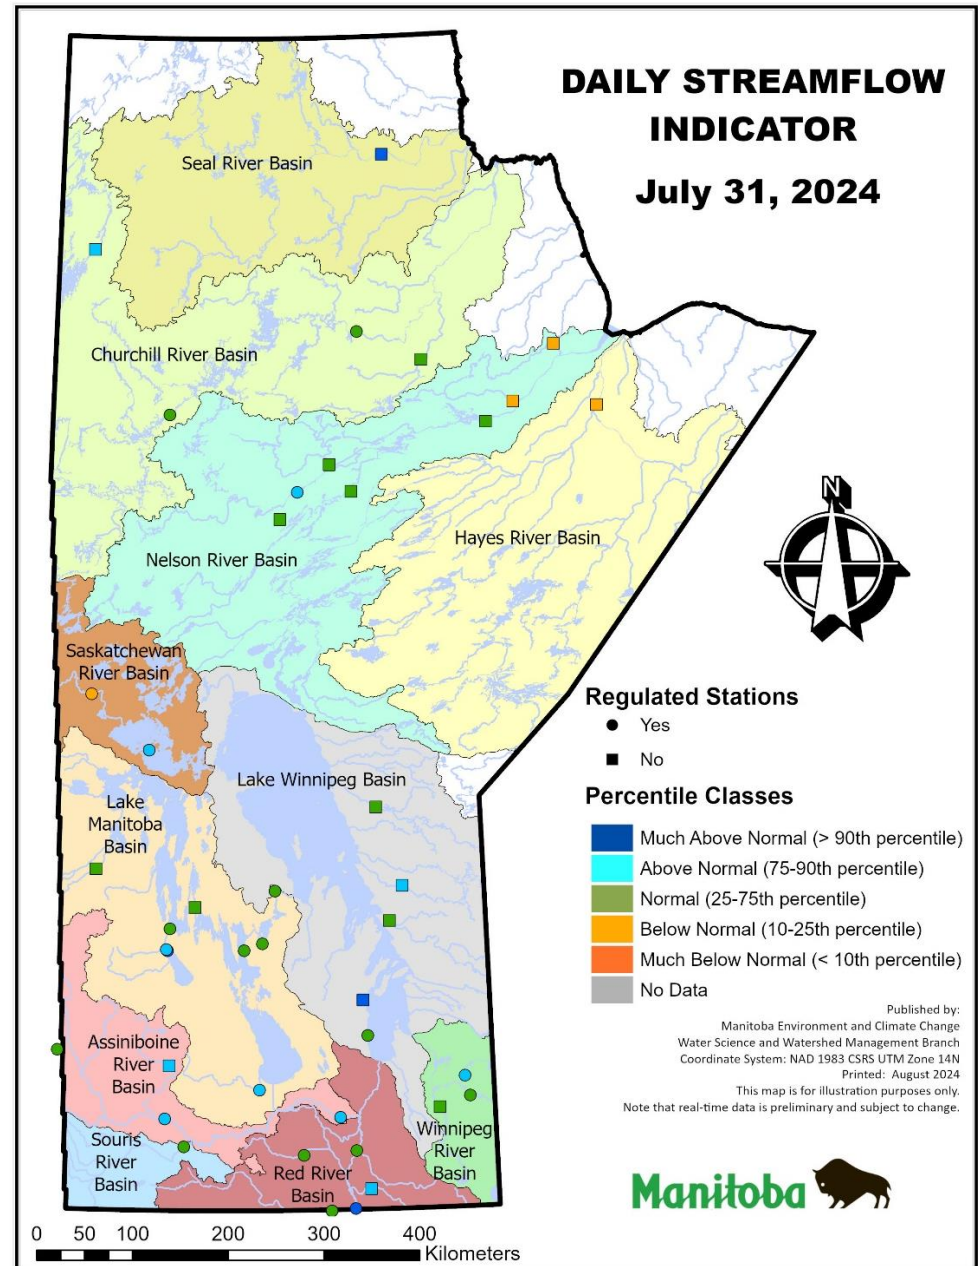 DAILY STREAMFLOW
INDICATOR
July 31, 2024
Seal River Basin
Churchill River Basin
Hayes River Basin
Nelson River Basin
Saskatchewan
River Basin
Lake Winnipeg Basin
Lake
Manitoba
Basin
Assiniboine
River
Basin
Souris
River
Basin
Red River
Basin
Winnipeg
River
Basin
N
Regulated Stations
Yes
No
Percentile Classes
Much Above Normal (> 90th percentile)
Above Normal (75-90th percentile)
Normal (25-75th percentile)
Below Normal (10-25th percentile)
Much Below Normal (< 10th percentile)
No Data
Published by:
Manitoba Environment and Climate Change
Water Science and Watershed Management Branch
Coordinate System: NAD 1983 CSRS UTM Zone 14N
Printed: August 2024
This map is for illustration purposes only.
Note that real-time data is preliminary and subject to change.
Manitoba
0 50 100 200 300 400
Kilometers